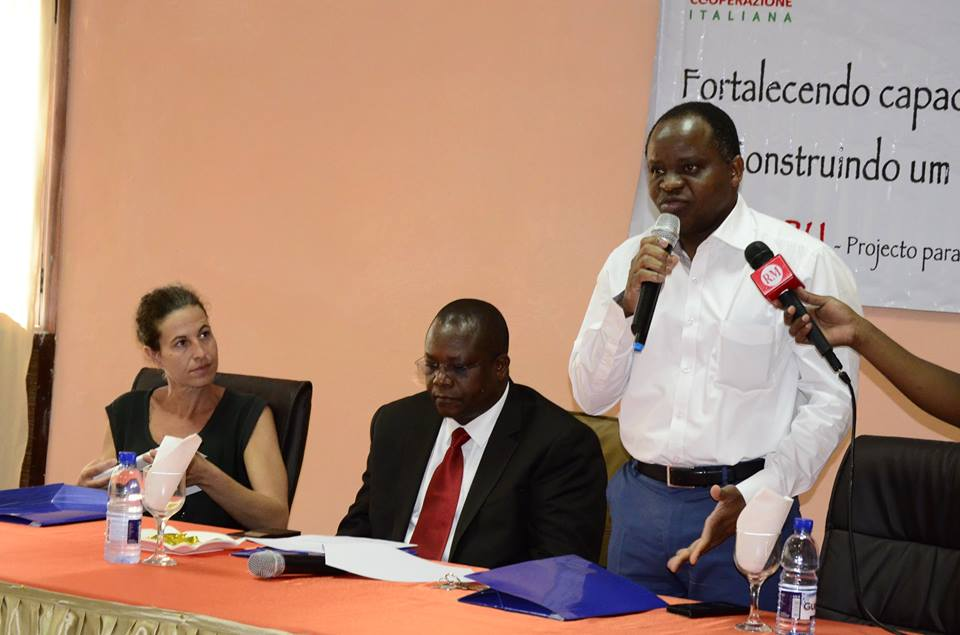 COOPERAZIONE
ITALIANA
Fortalecendo capac
onstruindo um
- Projecto para
RM